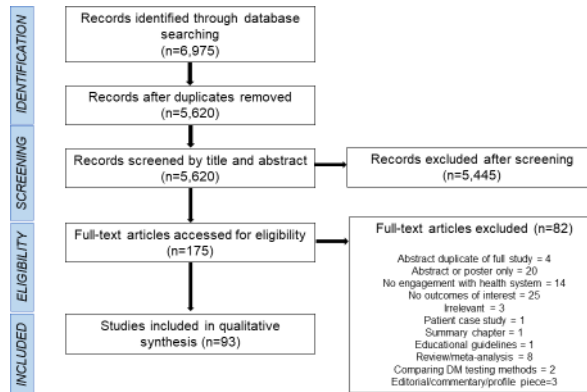 IDENTIFICATION
Records identified through database
searching
(n=6,975)
Records after duplicates removed
(n=5,620)
SCREENING
Records screened by title and abstract
(n=5,620)
Records excluded after screening
(n=5,445)
ELIGIBILITY
Full-text articles accessed for eligibility
(n=175)
Full-text articles excluded (n=82)
Abstract duplicate of full study = 4
Abstract or poster only = 20
No engagement with health system = 14
No outcomes of interest = 25
Irrelevant = 3
Patient case study = 1
Summary chapter = 1
Educational guidelines = 1
Review/meta-analysis = 8
Comparing DM testing methods = 2
Editorial/commentary/profile piece=3
INCLUDED
Studies included in qualitative
synthesis (n=93)